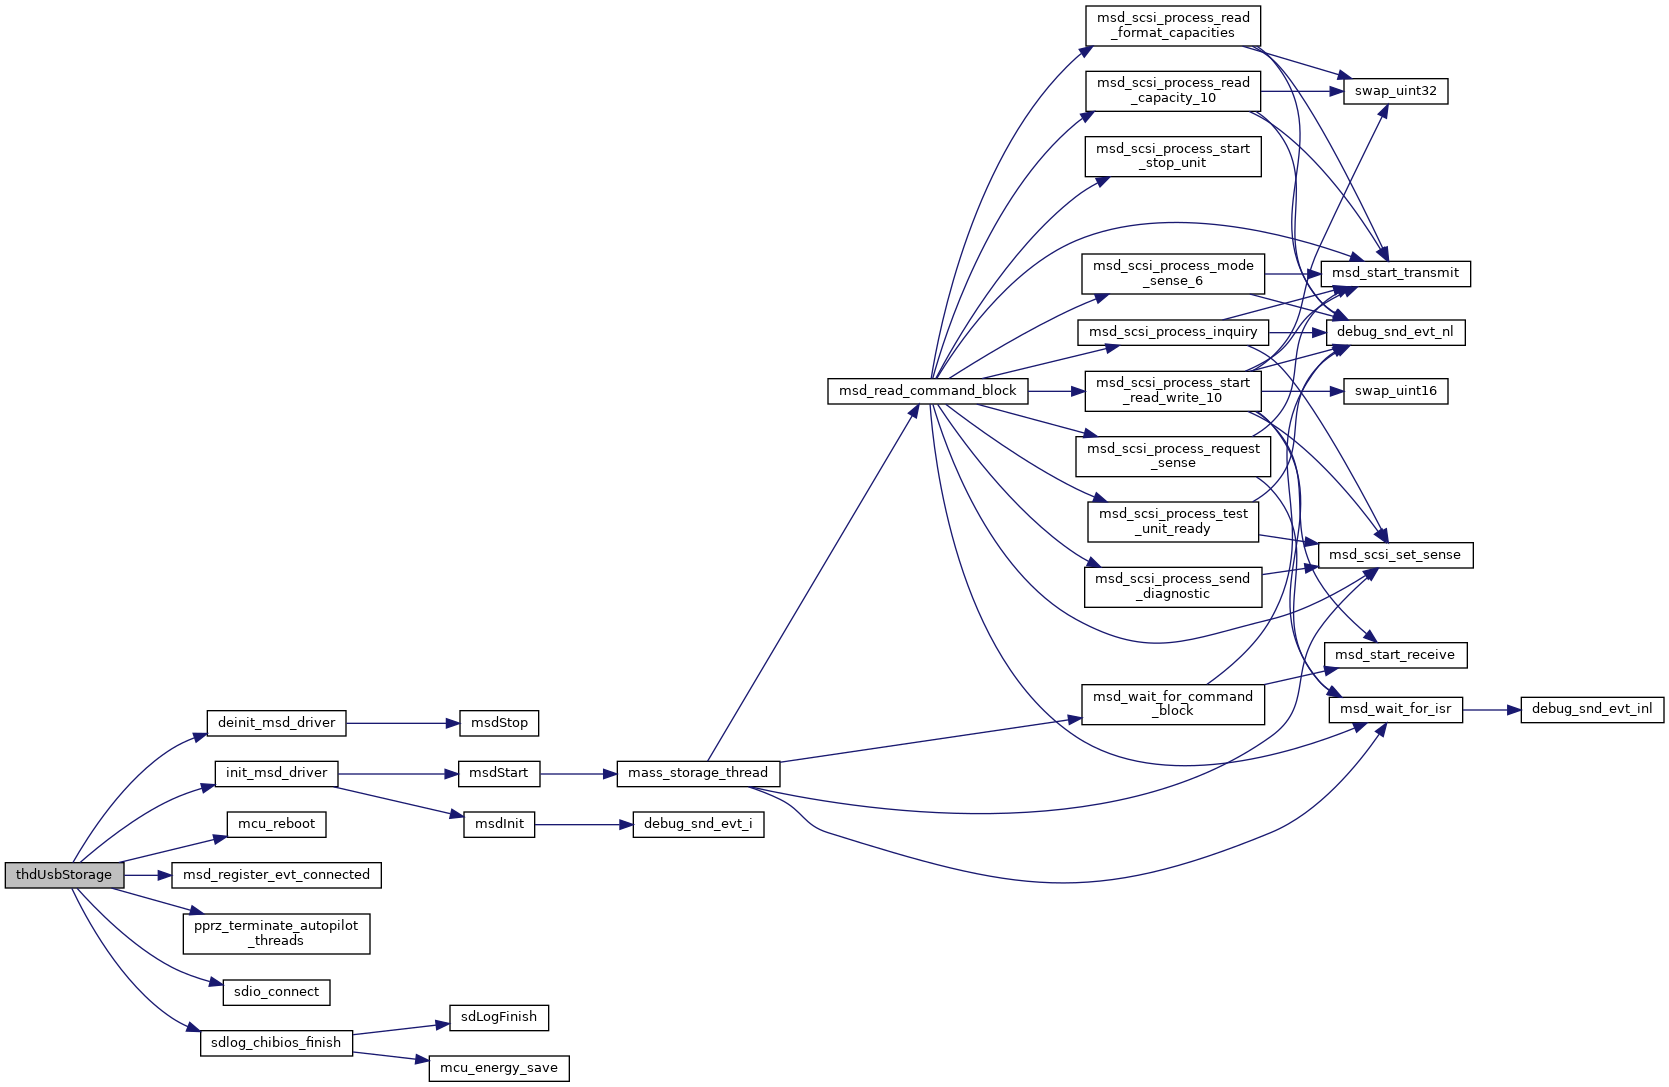 msd_scsi_process_read
_format_capacities
msd_scsi_process_read
_capacity_10
swap_uint32
msd_scsi_process_start
_stop_unit
msd_scsi_process_mode
_sense_6
msd_start_transmit
msd_scsi_process_inquiry
debug_snd_evt_nl
msd_read_command_block
msd_scsi_process_start
_read_write_10
swap_uint16
msd_scsi_process_request
_sense
msd_scsi_process_test
_unit_ready
msd_scsi_set_sense
msd_scsi_process_send
_diagnostic
msd_start_receive
msd_wait_for_command
_block
msd_wait_for_isr
debug_snd_evt_inl
deinit_msd_driver
msdStop
init_msd_driver
msdStart
mass_storage_thread
mcu_reboot
msdInit
debug_snd_evt_i
thdUsbStorage
msd_register_evt_connected
pprz_terminate_autopilot
_threads
sdio_connect
sdLogFinish
sdlog_chibios_finish
mcu_energy_save